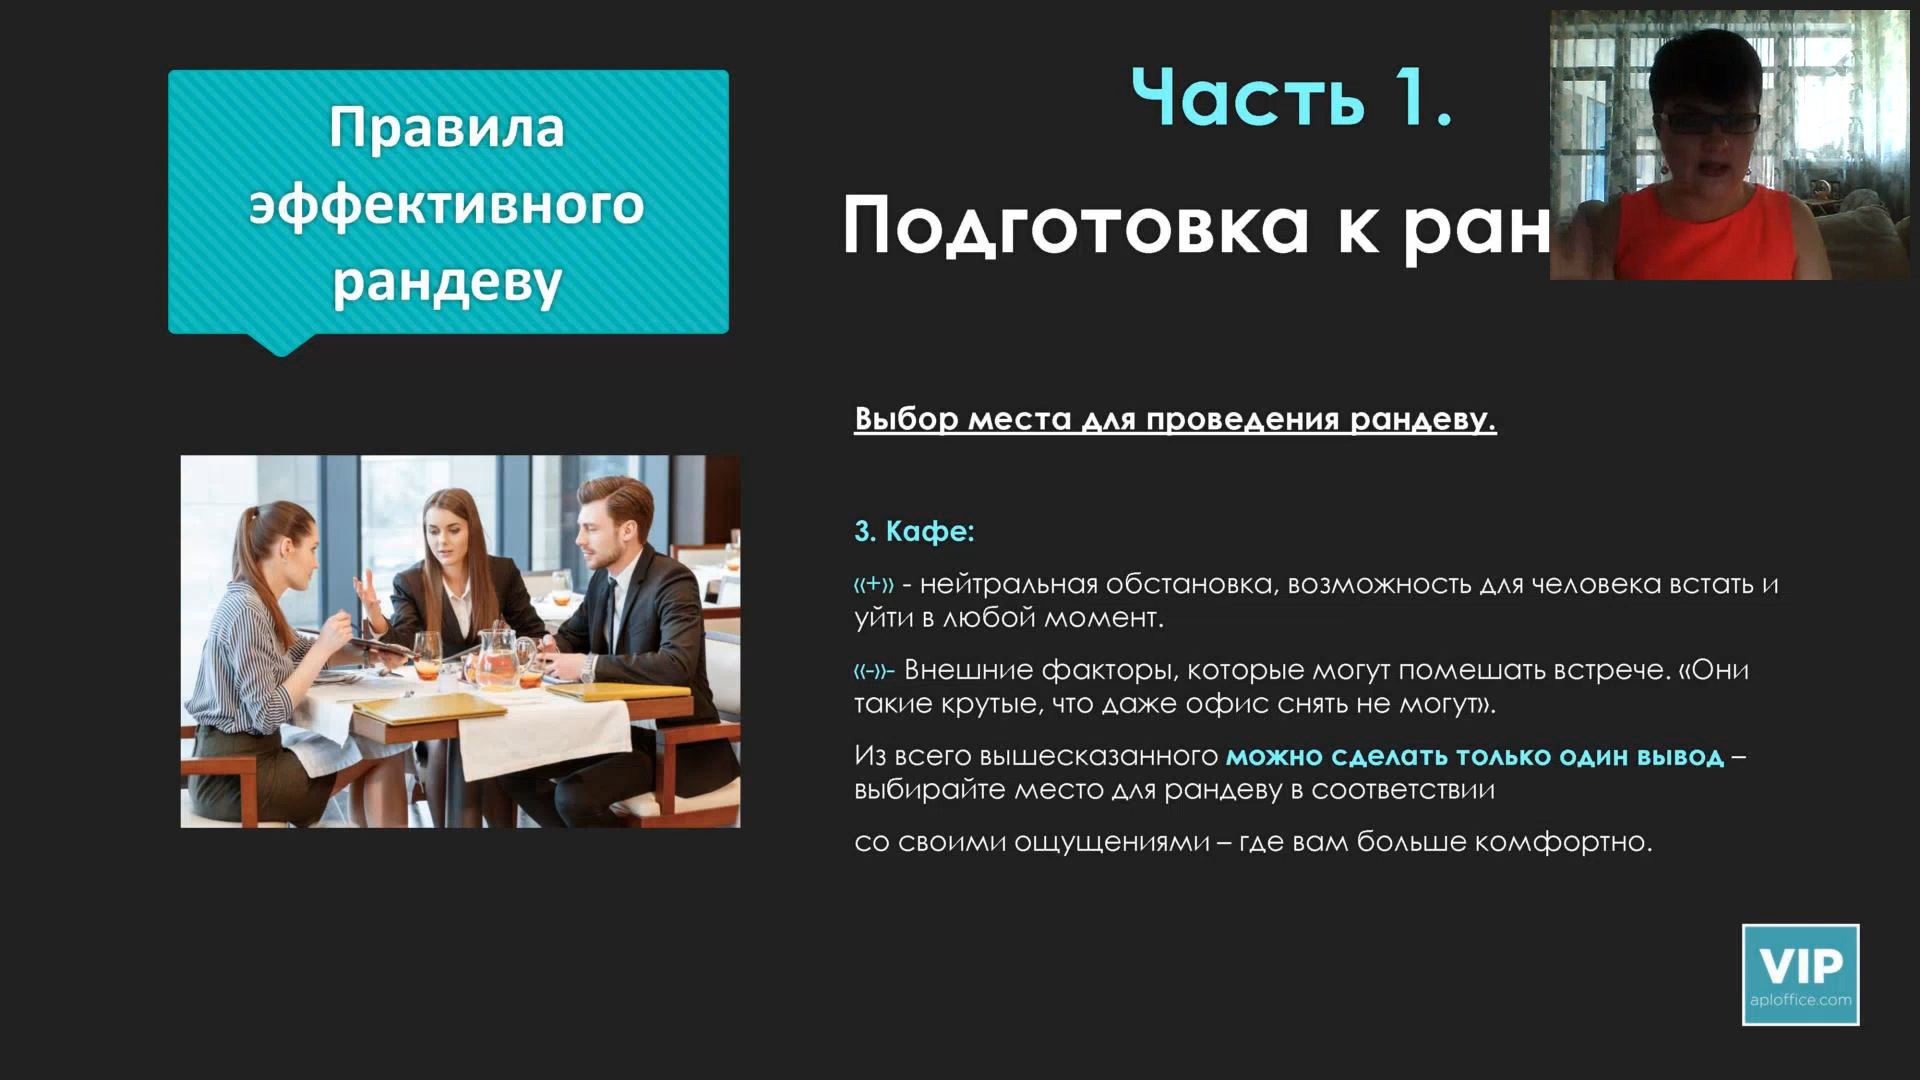 Правила
эффективного
рандеву
Часть 1.
Подготовка к ран
Выбор места для проведения рандеву.
3. Кафе:
«+» - нейтральная обстановка, возможность для человека встать и
уйти в любой момент.
«-»- Внешние факторы, которые могут помешать встрече. «Они
такие крутые, что даже офис снять не могут».
Из всего вышесказанного можно сделать только один вывод –
выбирайте место для рандеву в соответствии
со своими ощущениями – где вам больше комфортно.
VIP
aploffice.com